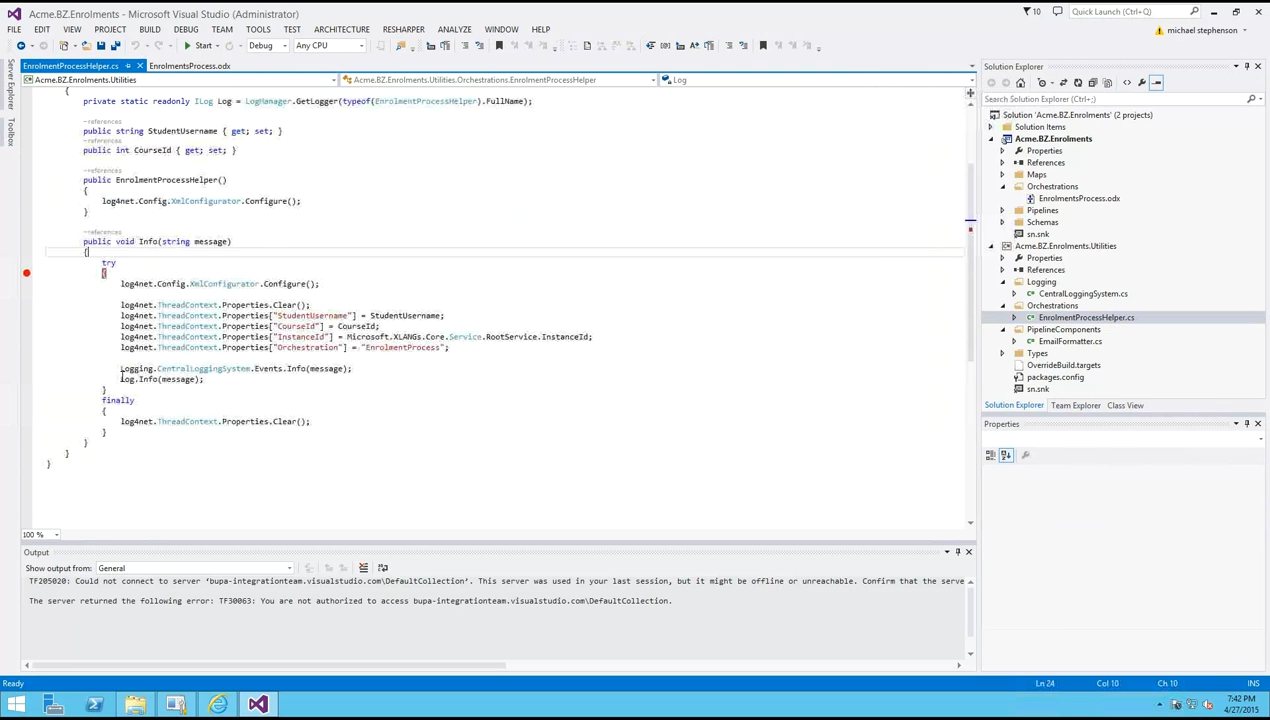 Acme.BZ.Enrolments - Microsoft Visual Studio (Administrator)
10
Quick Launch (Ctrl+;)
FILE EDIT VIEW PROJECT BUILD DEBUG TEAM TOOLS TEST ARCHITECTURE RESHARPER ANALYZE WINDOW HELP
michael stephenson
Start Debug Any CPU
Server Explorer
Toolbox
EnrolmentProcessHelper.cs EnrolmentsProcess.odx
Acme.BZ.Enrolments.Utilities Acme.BZ.Enrolments.Utilities.Orchestrations.EnrolmentProcessHelper Log
{
private static readonly ILog Log = LogManager.GetLogger(typeof(EnrolmentProcessHelper).FullName);
-references
public string StudentUsername { get; set; }
-references
public int CourseId { get; set; }
-references
public EnrolmentProcessHelper()
{
log4net.Config.XmlConfigurator.Configure();
}
-references
public void Info(string message)
{
try
{
log4net.Config.XmlConfigurator.Configure();
log4net.ThreadContext.Properties.Clear();
log4net.ThreadContext.Properties["StudentUsername"] = StudentUsername;
log4net.ThreadContext.Properties["CourseId"] = CourseId;
log4net.ThreadContext.Properties["InstanceId"] = Microsoft.XLANGs.Core.Service.RootService.InstanceId;
log4net.ThreadContext.Properties["Orchestration"] = "EnrolmentProcess";
Logging.CentralLoggingSystem.Events.Info(message);
Log.Info(message);
}
finally
{
log4net.ThreadContext.Properties.Clear();
}
}
}
}
100 %
Output
Show output from: General
TF205020: Could not connect to server 'bupa-integrationteam.visualstudio.com\DefaultCollection'. This server was used in your last session, but it might be offline or unreachable. Confirm that the serve
The server returned the following error: TF30063: You are not authorized to access bupa-integrationteam.visualstudio.com\DefaultCollection.
Solution Explorer
Search Solution Explorer (Ctrl+;)
Solution 'Acme.BZ.Enrolments' (2 projects)
Solution Items
Acme.BZ.Enrolments
Properties
References
Maps
Orchestrations
EnrolmentsProcess.odx
Pipelines
Schemas
sn.snk
Acme.BZ.Enrolments.Utilities
Properties
References
Logging
CentralLoggingSystem.cs
Orchestrations
EnrolmentProcessHelper.cs
PipelineComponents
EmailFormatter.cs
Types
OverrideBuild.targets
packages.config
sn.snk
Solution Explorer Team Explorer Class View
Properties
Ready Ln 24 Col 10 Ch 10 INS
7:42 PM
4/27/2015